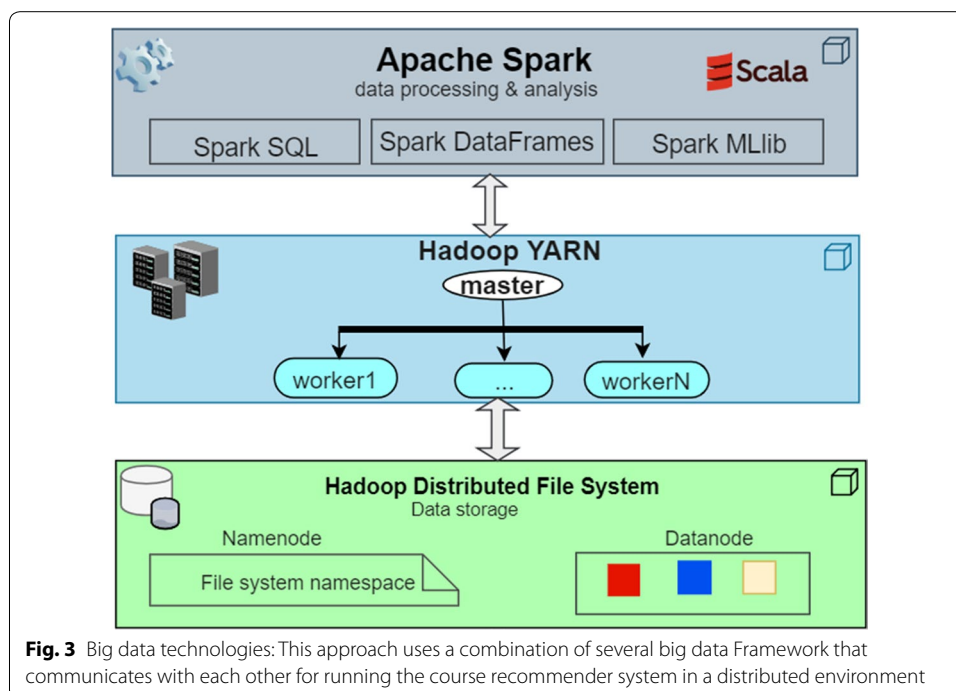 Apache Spark
data processing & analysis
Scala
Spark SQL
Spark DataFrames
Spark MLlib
Hadoop YARN
master
worker1
...
workerN
Hadoop Distributed File System
Data storage
Namenode
Datanode
File system namespace
Fig. 3 Big data technologies: This approach uses a combination of several big data Framework that
communicates with each other for running the course recommender system in a distributed environment